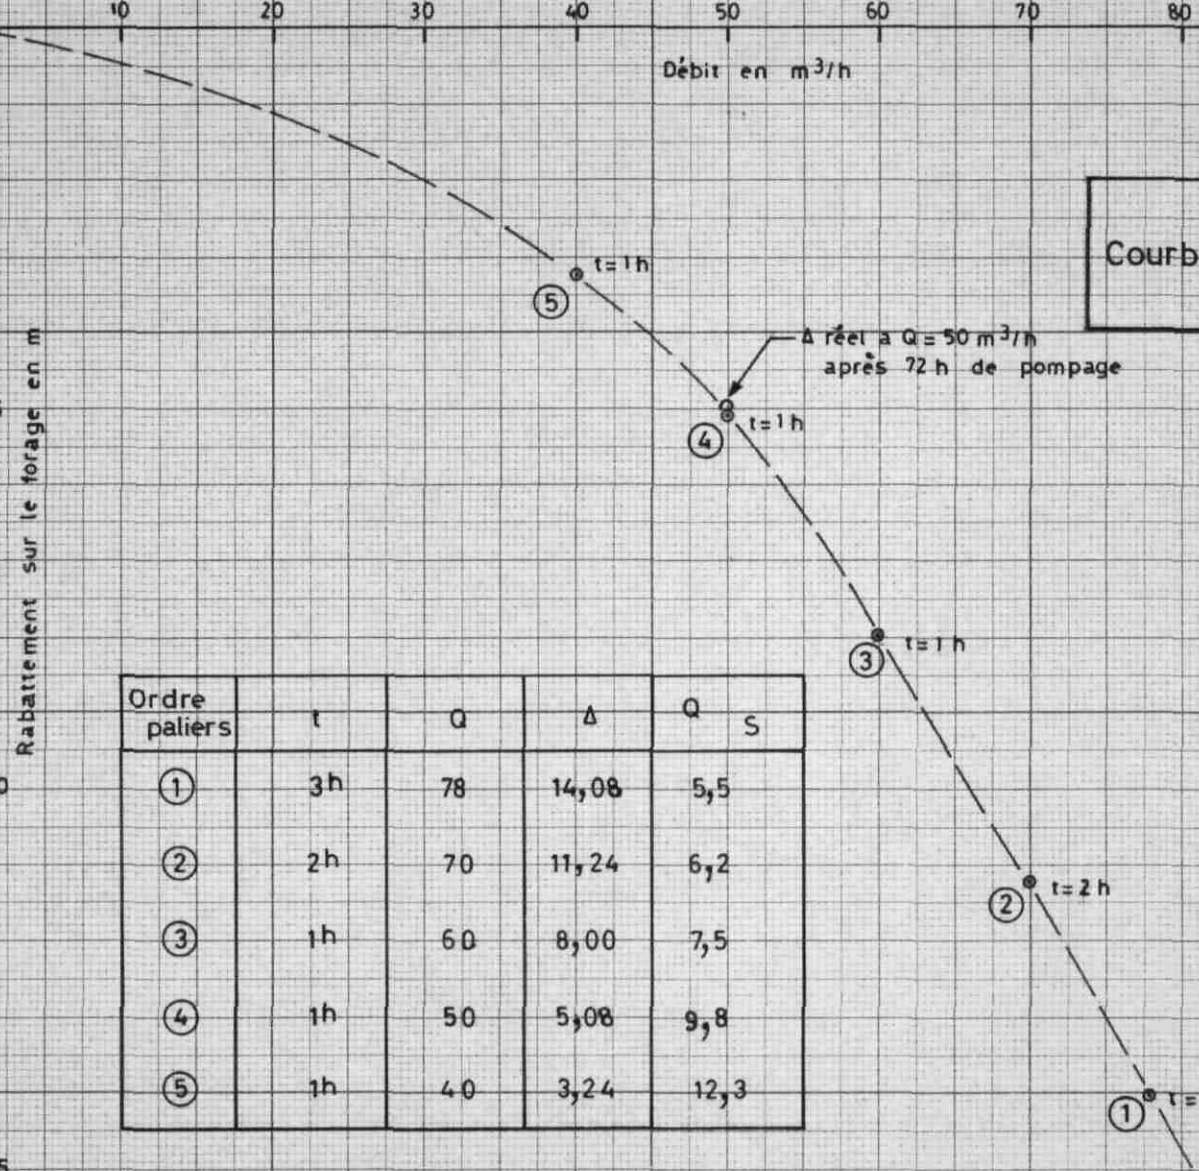 10 20 30 40 50 60 70 80
Débit en m³/h
Courb
t=1h
⑤
Δ réel a Q = 50 m³/h
après 72 h de pompage
④
t=1h
Rabattement sur le forage en m
t=1h
③
Ordre paliers t Q Δ Q S
① 3h 78 14,08 5,5
② 2h 70 11,24 6,2
③ 1h 60 8,00 7,5
④ 1h 50 5,08 9,8
⑤ 1h 40 3,24 12,3
t=2h
②
① t=